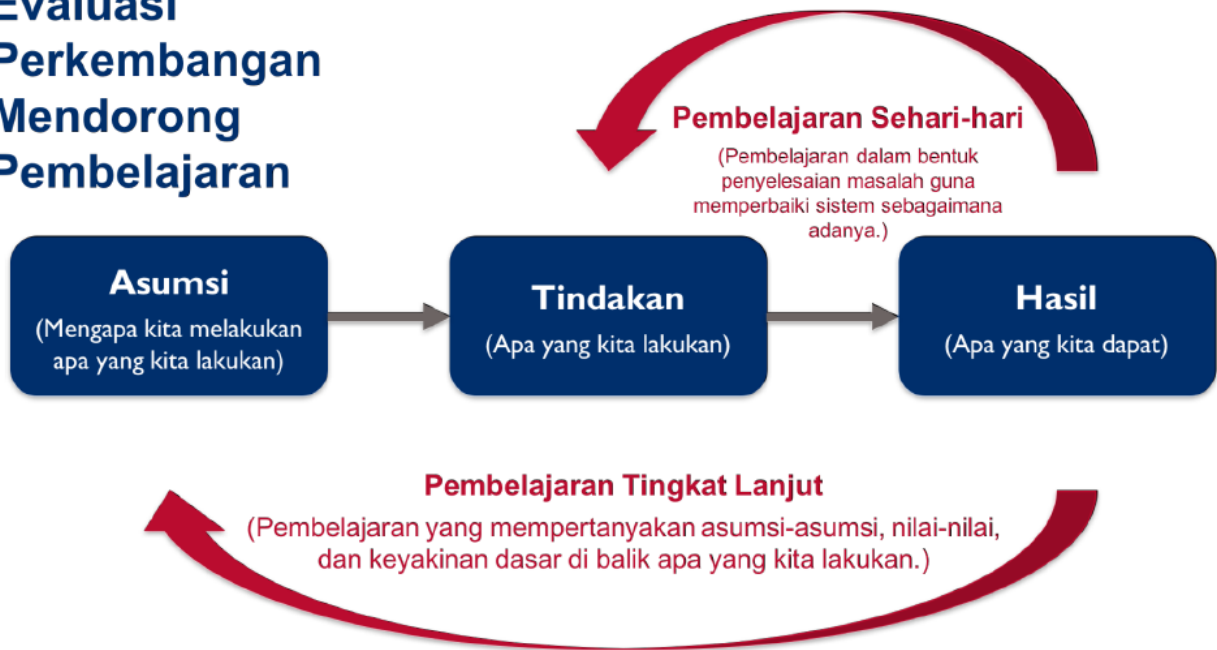 Evaluasi
Perkembangan
Mendorong
Pembelajaran
Pembelajaran Sehari-hari
(Pembelajaran dalam bentuk
penyelesaian masalah guna
memperbaiki sistem sebagaimana
adanya.)
Asumsi
(Mengapa kita melakukan
apa yang kita lakukan)
Tindakan
(Apa yang kita lakukan)
Hasil
(Apa yang kita dapat)
Pembelajaran Tingkat Lanjut
(Pembelajaran yang mempertanyakan asumsi-asumsi, nilai-nilai,
dan keyakinan dasar di balik apa yang kita lakukan.)